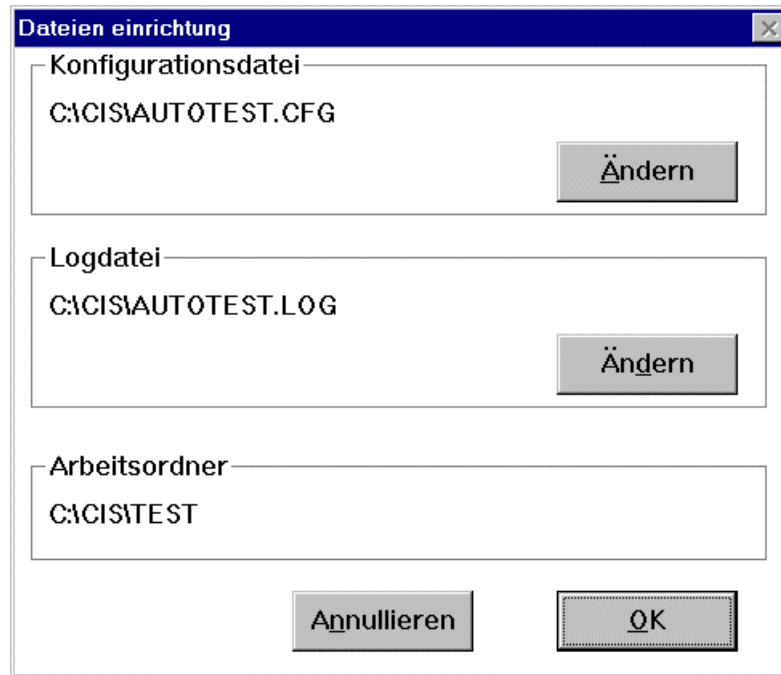 Dateien einrichtung
Konfigurationsdatei
C:\CIS\AUTOTEST.CFG
Ändern
Logdatei
C:\CIS\AUTOTEST.LOG
Ändern
Arbeitsordner
C:\CIS\TEST
Annullieren
OK